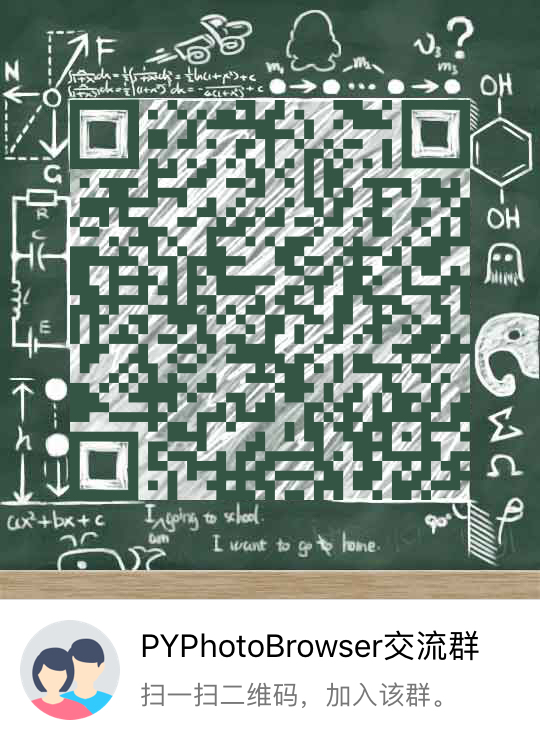 F
N
υ₃ ?
m₁
m₂
m₃
OH
G
R
C
L
E
OH
Σ
Ω
h
ax²+bx+c
I going to school.
am
90°
β
I want to go to home.
PYPhotoBrowser交流群
扫一扫二维码，加入该群。